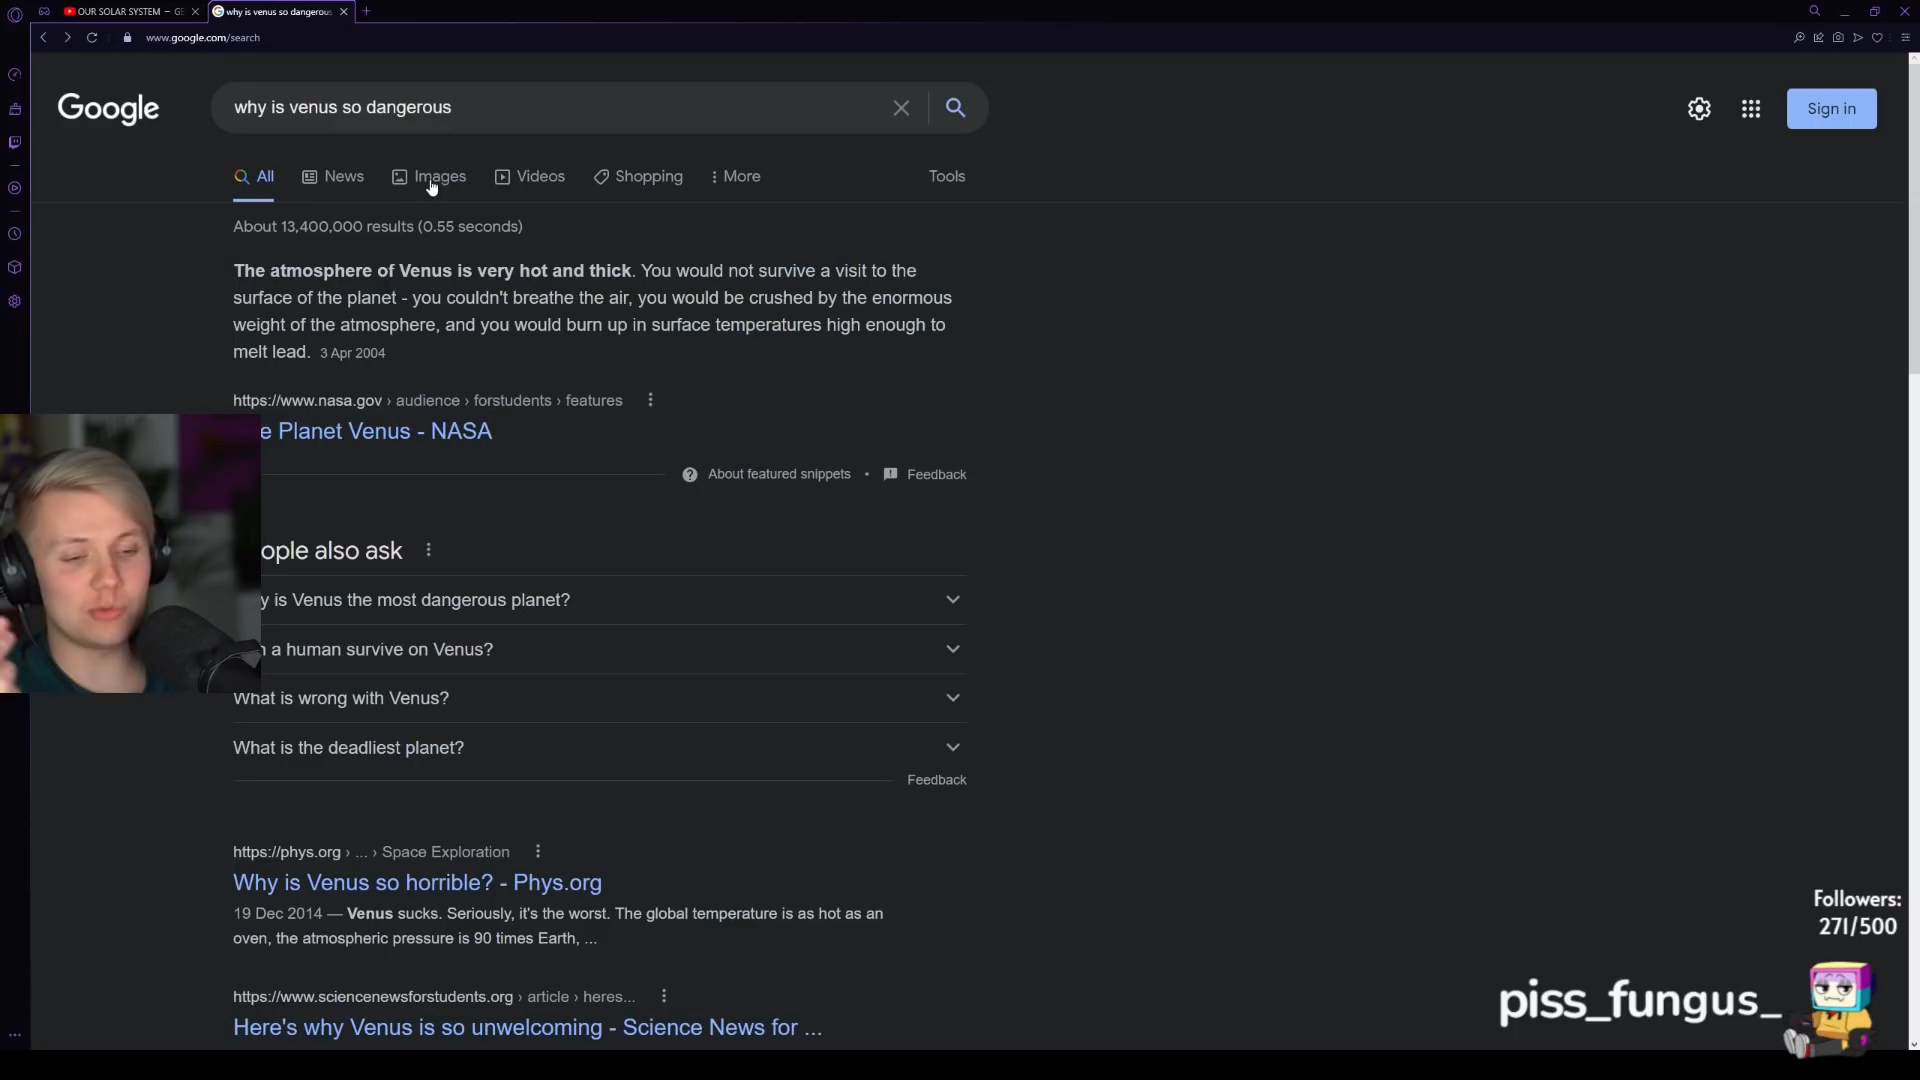 OUR SOLAR SYSTEM – G
why is venus so dangerous
www.google.com/search
Google
why is venus so dangerous
Sign in
All
News
Images
Videos
Shopping
More
Tools
About 13,400,000 results (0.55 seconds)
The atmosphere of Venus is very hot and thick. You would not survive a visit to the
surface of the planet - you couldn't breathe the air, you would be crushed by the enormous
weight of the atmosphere, and you would burn up in surface temperatures high enough to
melt lead. 3 Apr 2004
https://www.nasa.gov › audience › forstudents › features
e Planet Venus - NASA
About featured snippets • Feedback
ople also ask
y is Venus the most dangerous planet?
n a human survive on Venus?
What is wrong with Venus?
What is the deadliest planet?
Feedback
https://phys.org › ... › Space Exploration
Why is Venus so horrible? - Phys.org
19 Dec 2014 — Venus sucks. Seriously, it's the worst. The global temperature is as hot as an
oven, the atmospheric pressure is 90 times Earth, ...
https://www.sciencenewsforstudents.org › article › heres...
Here's why Venus is so unwelcoming - Science News for ...
Followers:
271/500
piss_fungus_